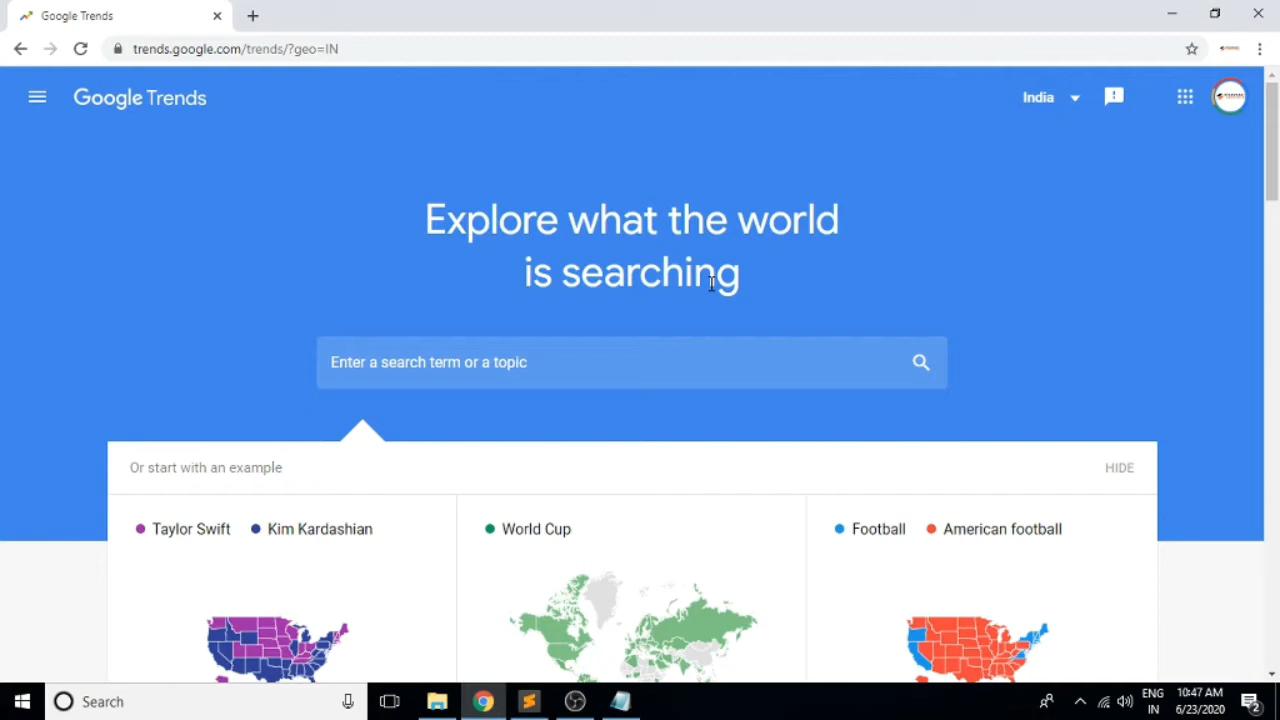 Google Trends
trends.google.com/trends/?geo=IN
Google Trends
India
Explore what the world
is searching
Enter a search term or a topic
Or start with an example
HIDE
Taylor Swift
Kim Kardashian
World Cup
Football
American football
Search
ENG
IN
10:47 AM
6/23/2020
2